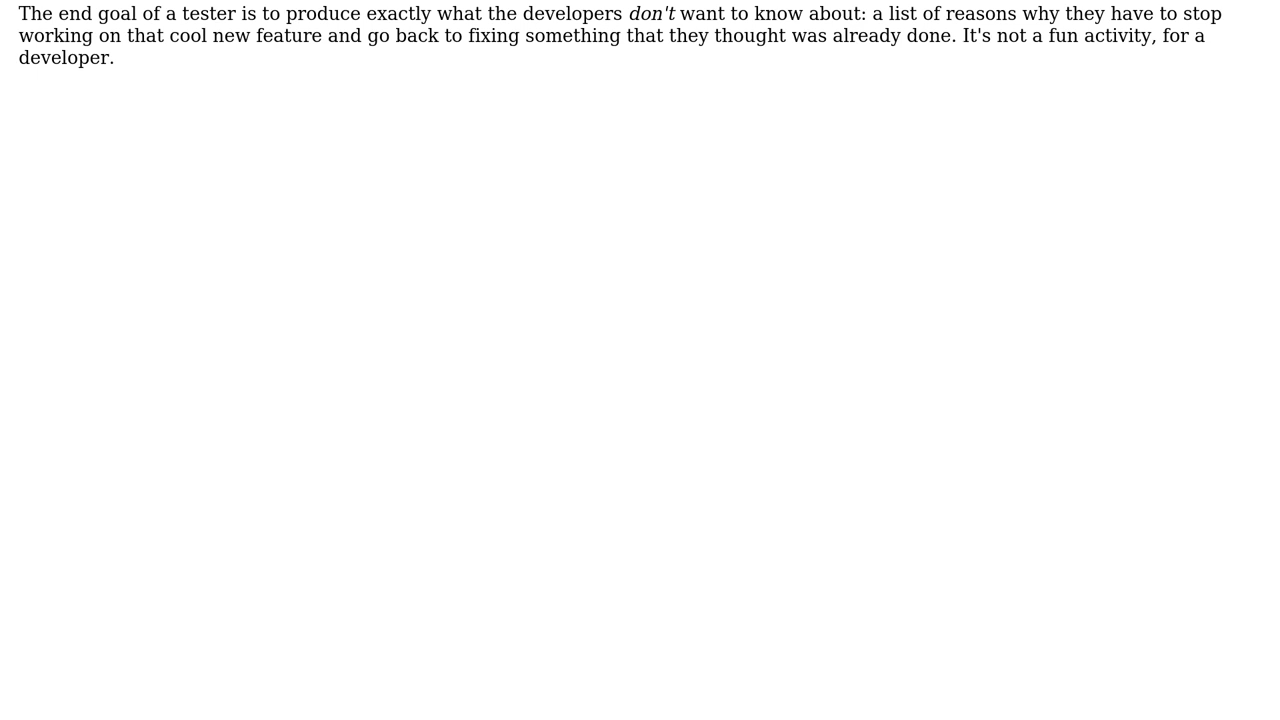 The end goal of a tester is to produce exactly what the developers don't want to know about: a list of reasons why they have to stop
working on that cool new feature and go back to fixing something that they thought was already done. It's not a fun activity, for a
developer.